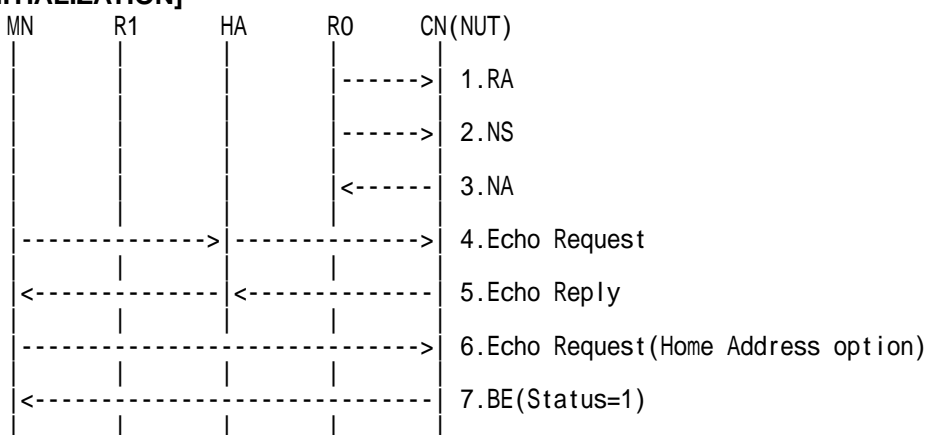 MN R1 HA R0 CN(NUT)
1.RA
2.NS
3.NA
4.Echo Request
5.Echo Reply
6.Echo Request(Home Address option)
7.BE(Status=1)